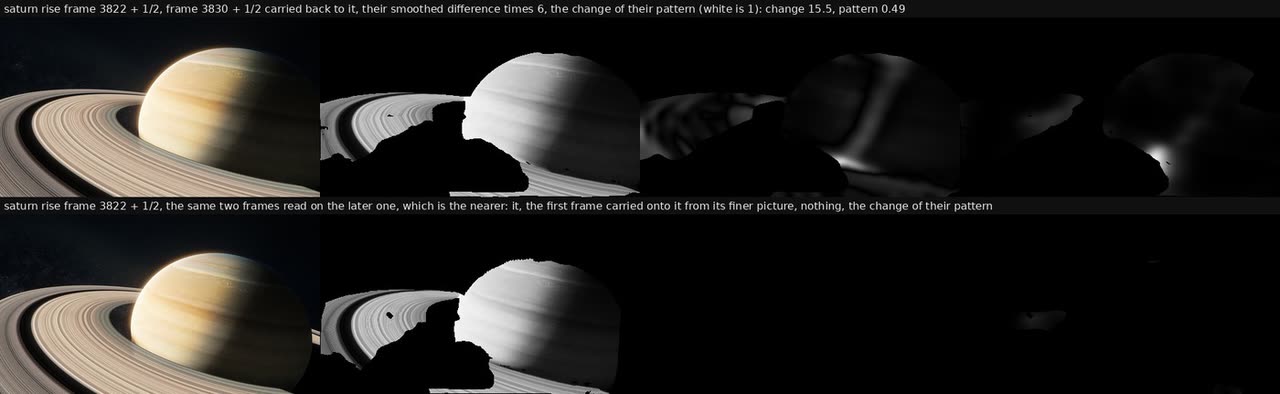 saturn rise frame 3822 + 1/2, frame 3830 + 1/2 carried back to it, their smoothed difference times 6, the change of their pattern (white is 1): change 15.5, pattern 0.49
saturn rise frame 3822 + 1/2, the same two frames read on the later one, which is the nearer: it, the first frame carried onto it from its finer picture, nothing, the change of their pattern